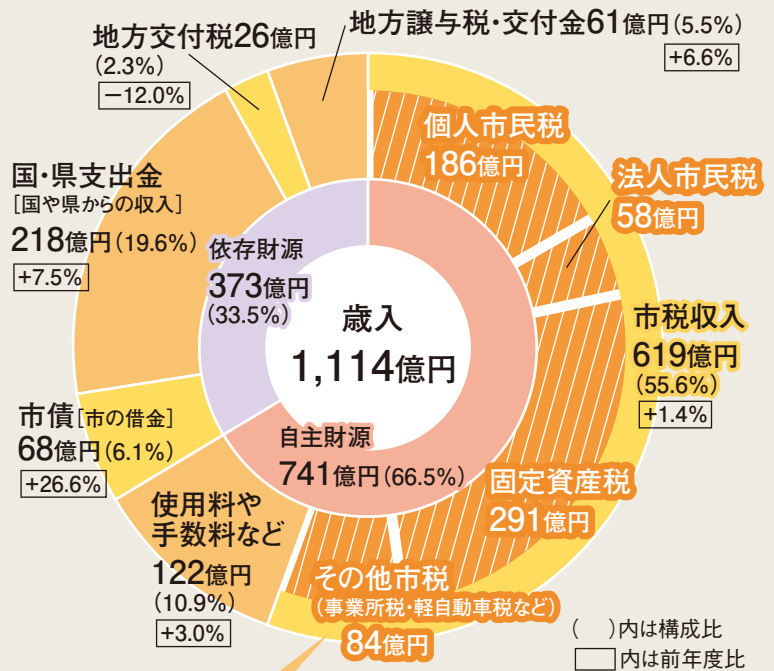 地方交付税26億円
(2.3%)
−12.0%
地方譲与税・交付金61億円(5.5%)
+6.6%
個人市民税
186億円
法人市民税
58億円
国・県支出金
[国や県からの収入]
218億円(19.6%)
+7.5%
依存財源
373億円
(33.5%)
歳入
1,114億円
市税収入
619億円
(55.6%)
+1.4%
市債[市の借金]
68億円(6.1%)
+26.6%
自主財源
741億円(66.5%)
固定資産税
291億円
使用料や
手数料など
122億円
(10.9%)
+3.0%
その他市税
(事業所税・軽自動車税など)
84億円
(　)内は構成比
内は前年度比